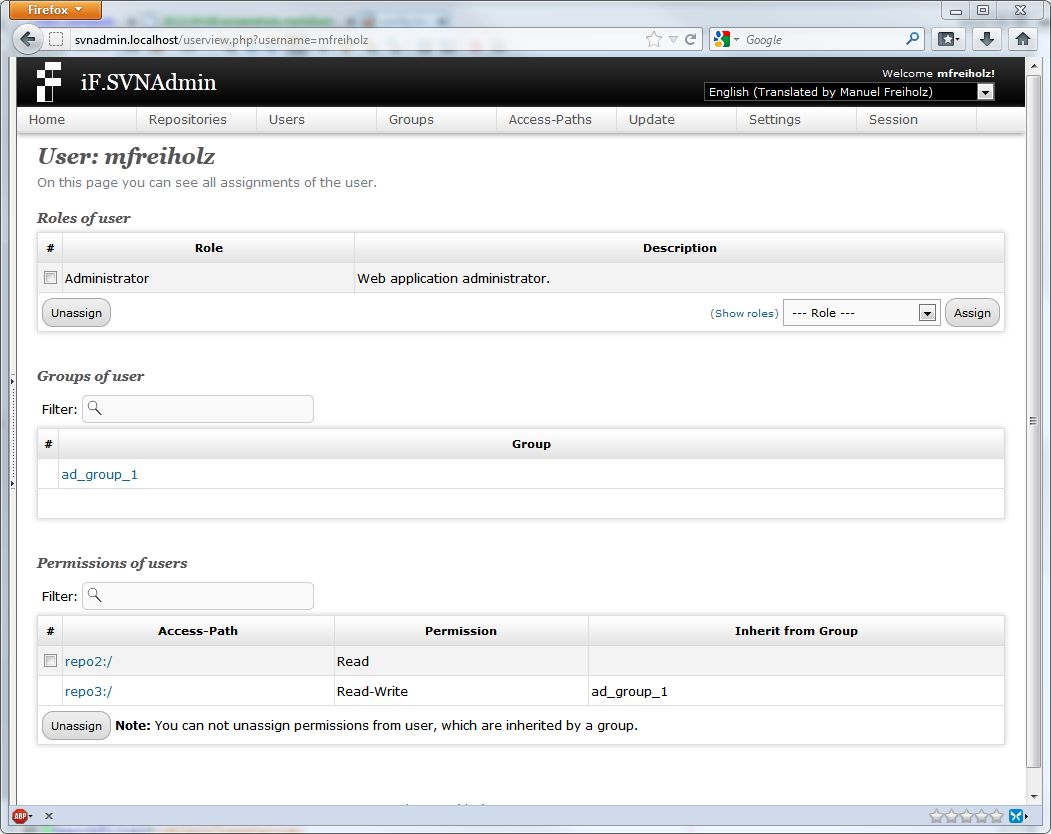 Firefox
svnadmin.localhost/userview.php?username=mfreiholz
Google
iF.SVNAdmin
Welcome mfreiholz!
English (Translated by Manuel Freiholz)
Home Repositories Users Groups Access-Paths Update Settings Session
User: mfreiholz
On this page you can see all assignments of the user.
Roles of user
# Role Description
Administrator Web application administrator.
Unassign (Show roles) --- Role --- Assign
Groups of user
Filter:
# Group
ad_group_1
Permissions of users
Filter:
# Access-Path Permission Inherit from Group
repo2:/ Read
repo3:/ Read-Write ad_group_1
Unassign Note: You can not unassign permissions from user, which are inherited by a group.
ABP